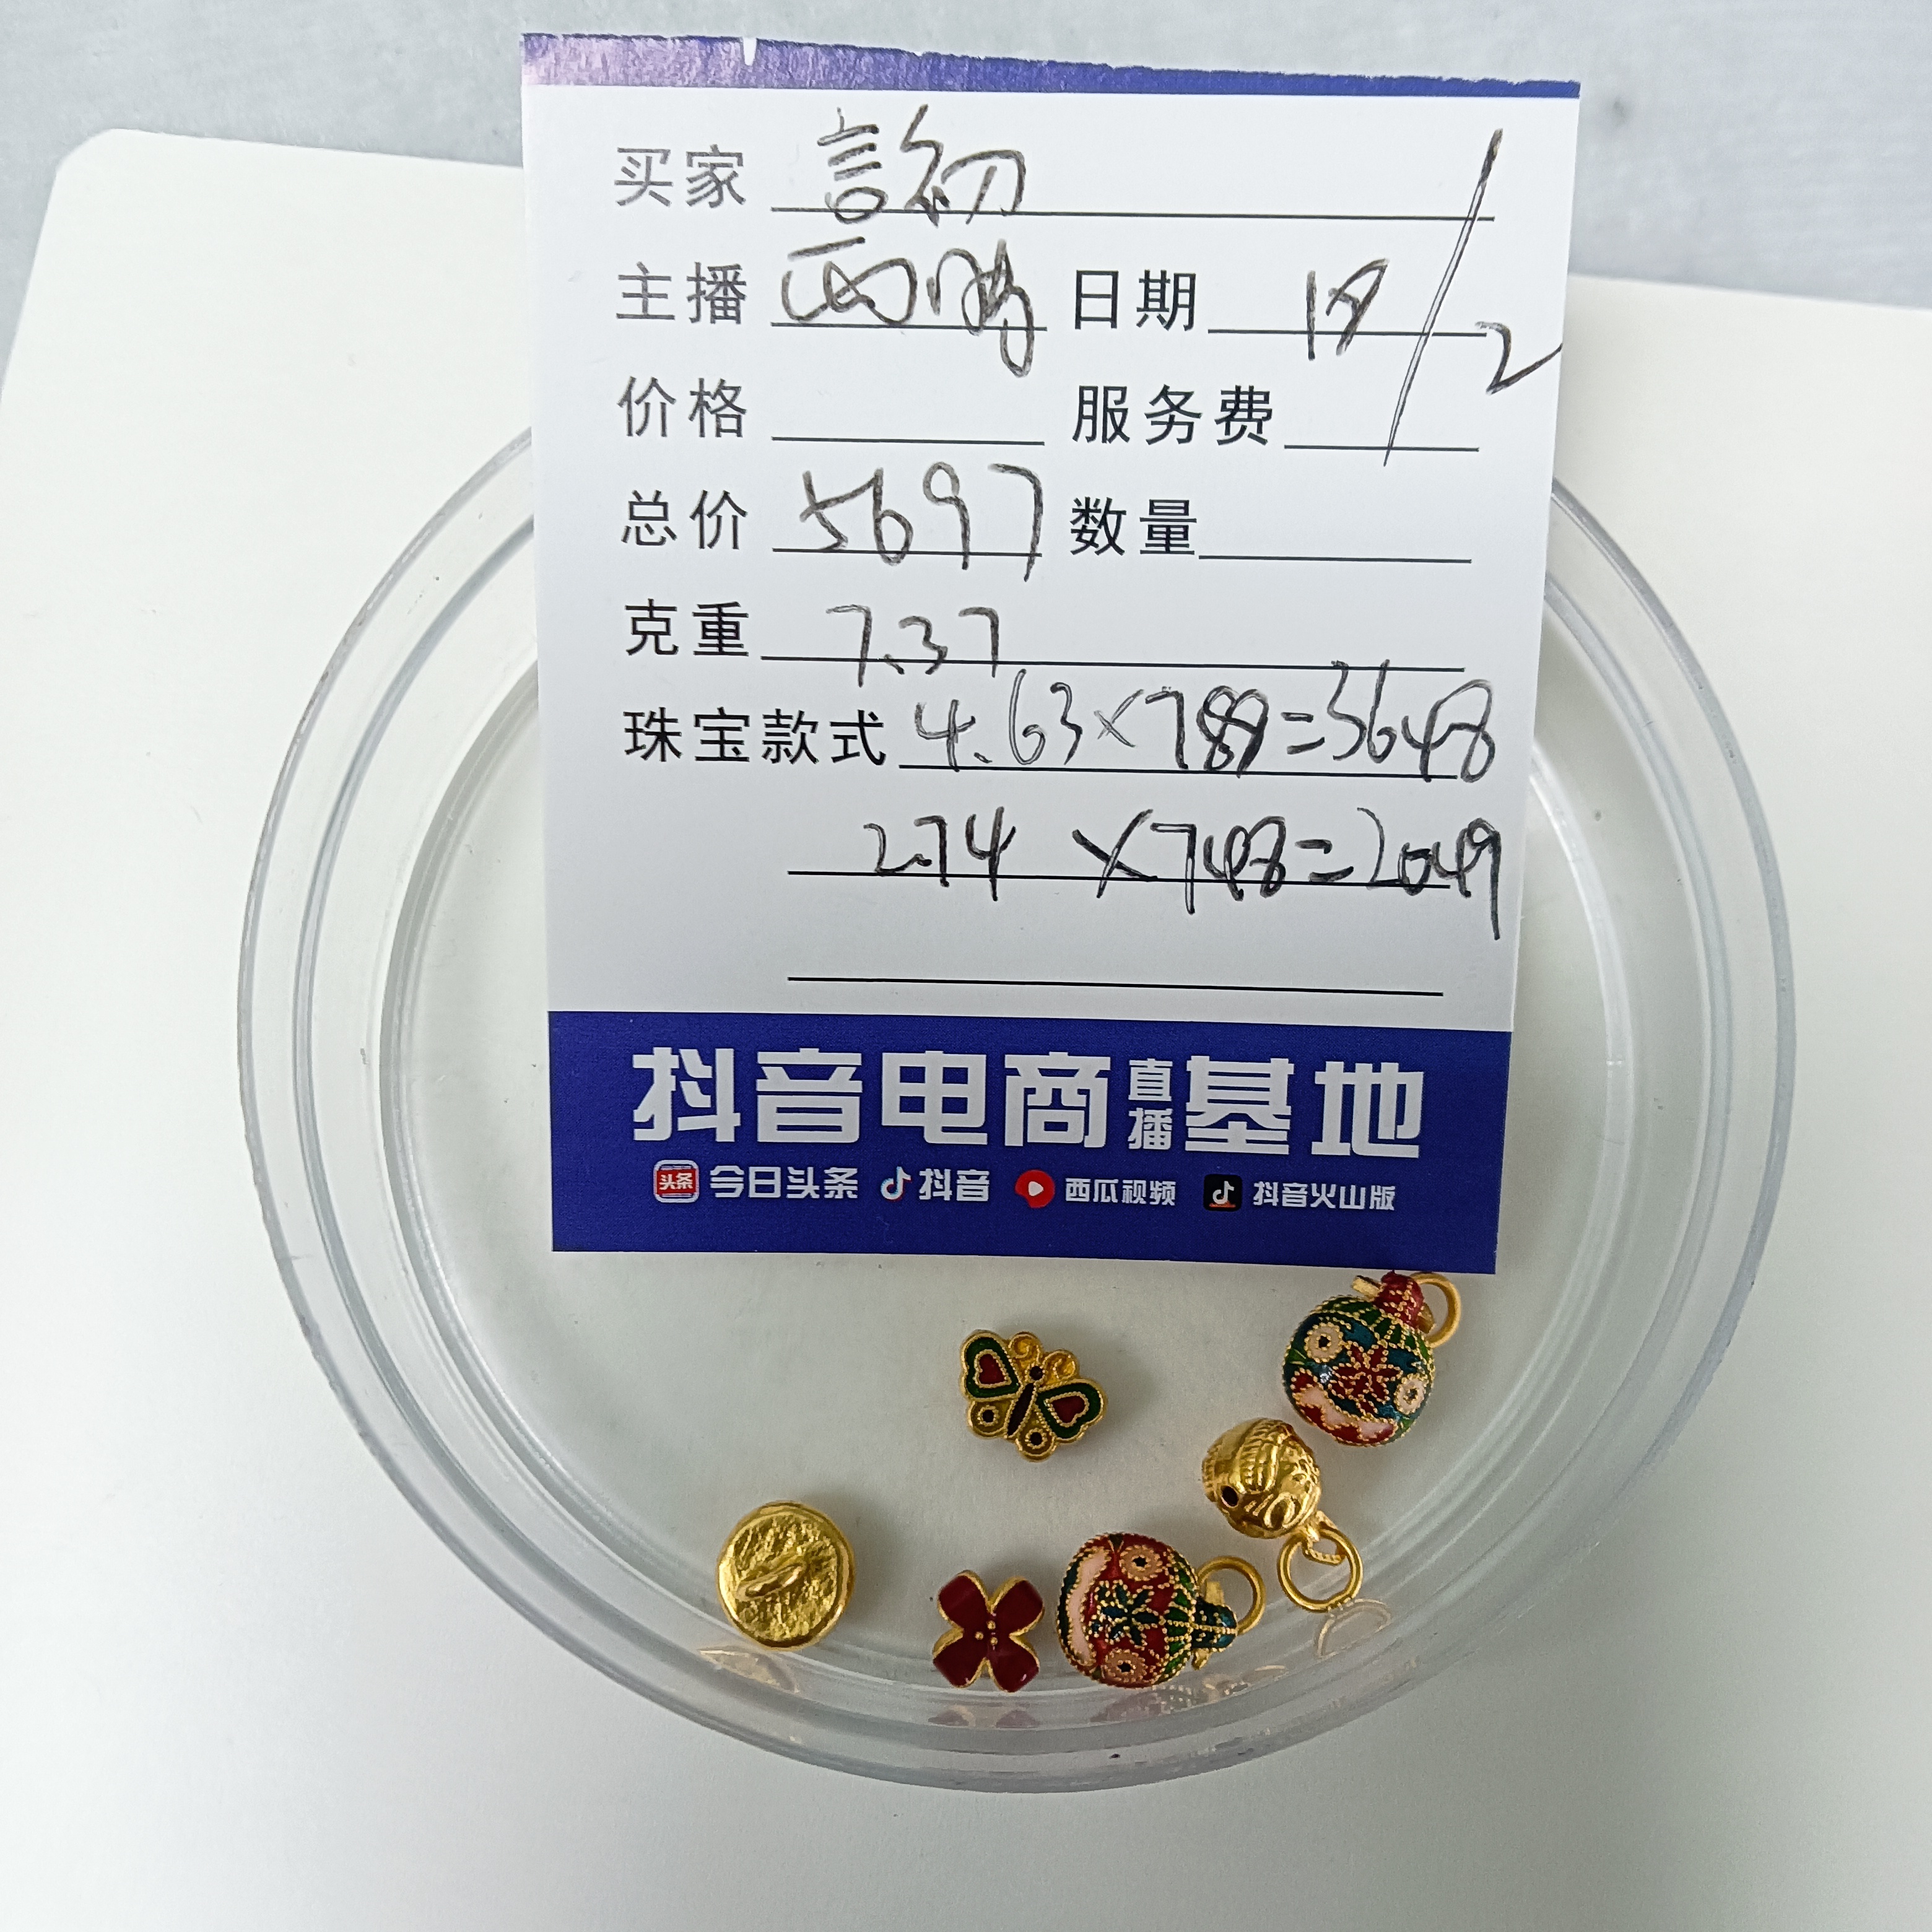 买家 言初
主播 日期 18/2
价格 服务费
总价 5697 数量
克重 7.37
珠宝款式 4.63×788=3648
2.74 ×748=2049
抖音电商直播基地
头条 今日头条 抖音 西瓜视频 抖音火山版